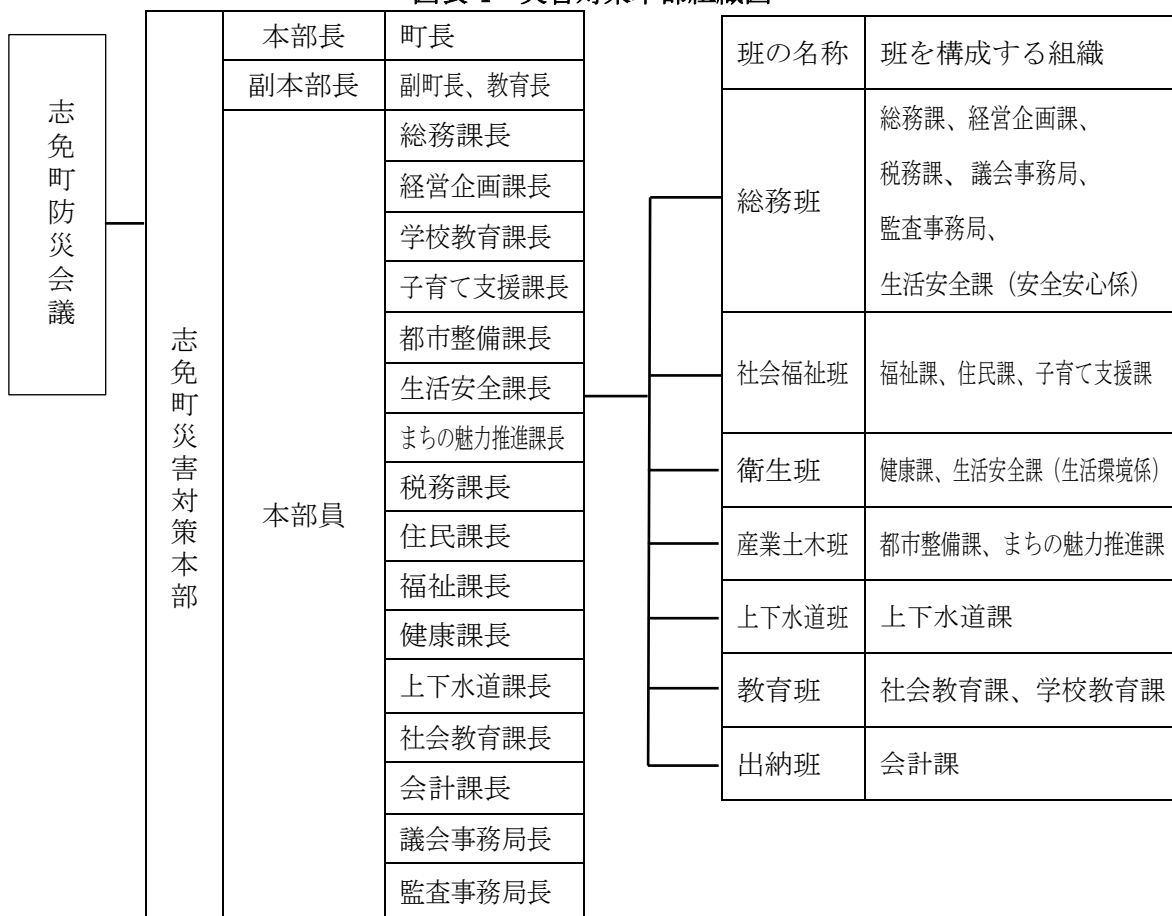 志免町防災会議
志免町災害対策本部
本部長 町長
副本部長 副町長、教育長
本部員
総務課長
経営企画課長
学校教育課長
子育て支援課長
都市整備課長
生活安全課長
まちの魅力推進課長
税務課長
住民課長
福祉課長
健康課長
上下水道課長
社会教育課長
会計課長
議会事務局長
監査事務局長
班の名称 班を構成する組織
総務班
総務課、経営企画課、
税務課、議会事務局、
監査事務局、
生活安全課（安全安心係）
社会福祉班 福祉課、住民課、子育て支援課
衛生班 健康課、生活安全課（生活環境係）
産業土木班 都市整備課、まちの魅力推進課
上下水道班 上下水道課
教育班 社会教育課、学校教育課
出納班 会計課